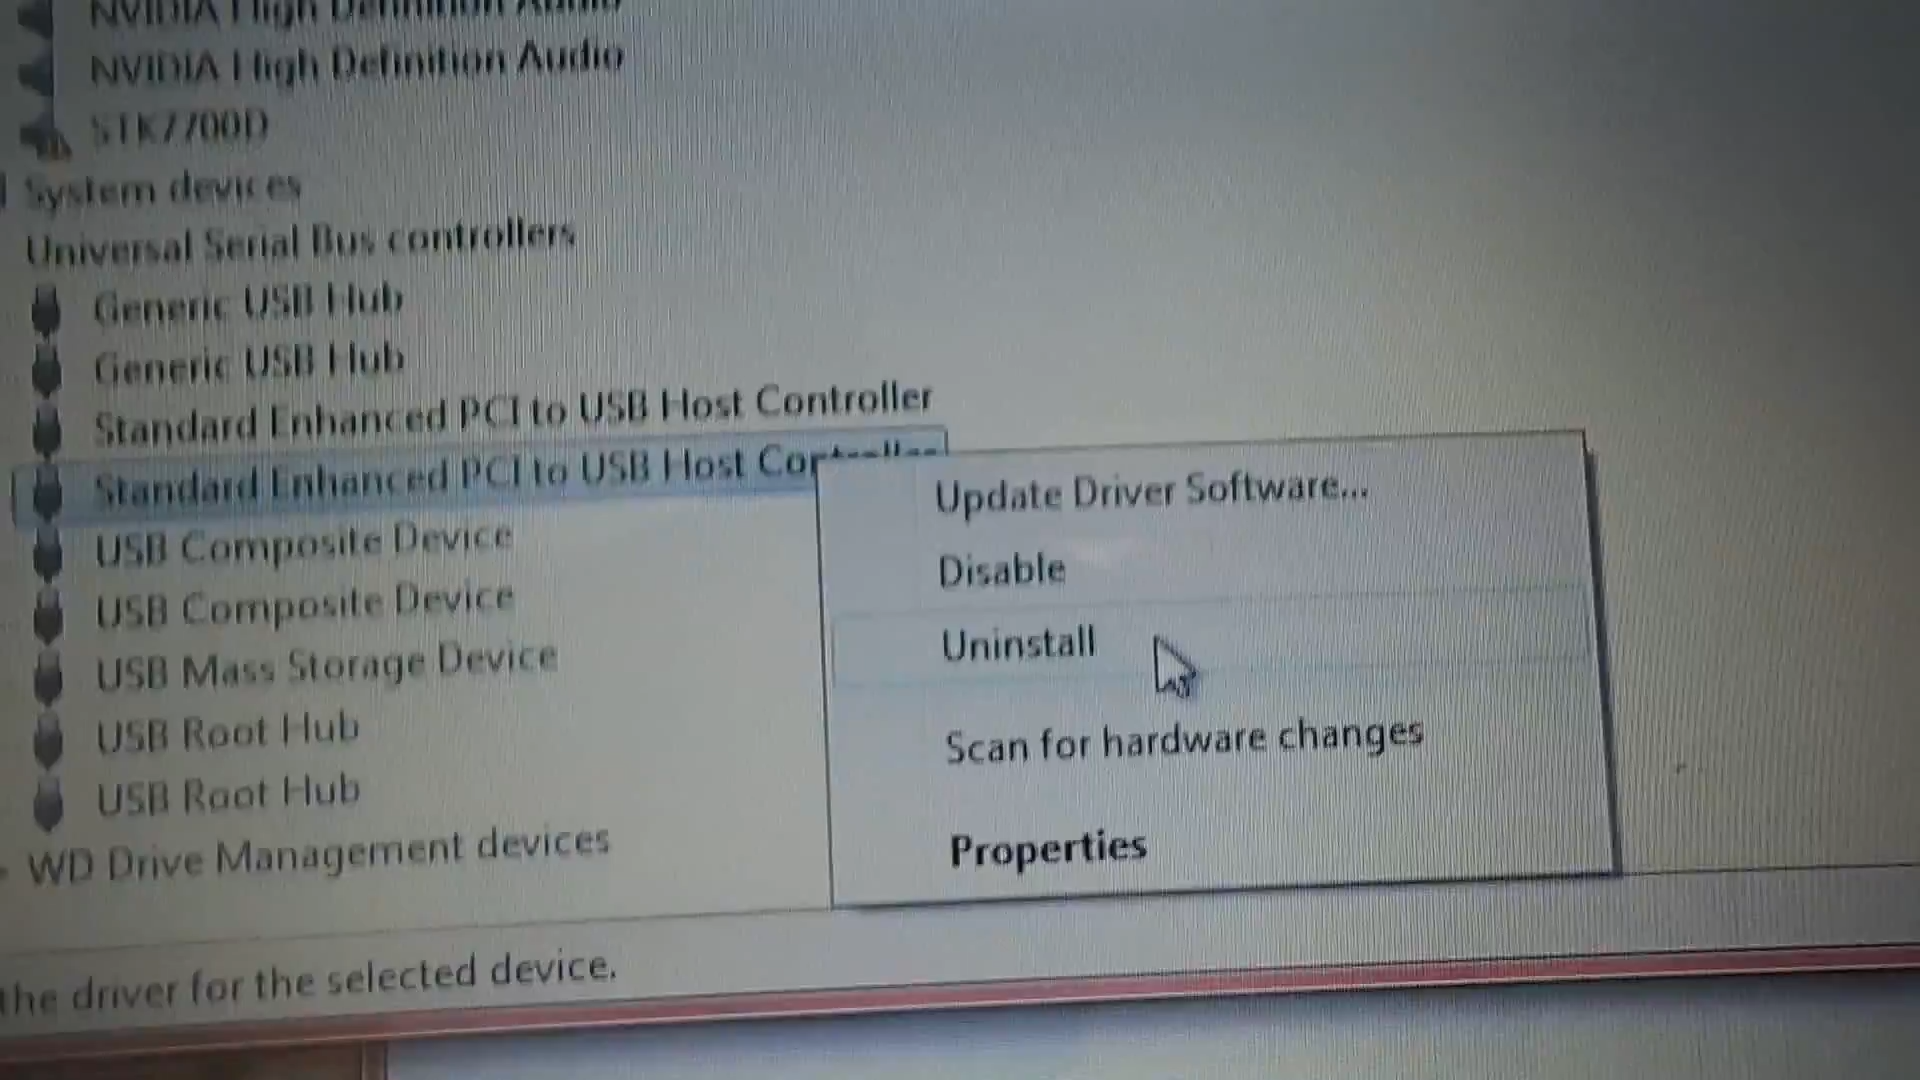 NVIDIA High Definition Audio
NVIDIA High Definition Audio
STK7700D
System devices
Universal Serial Bus controllers
Generic USB Hub
Generic USB Hub
Standard Enhanced PCI to USB Host Controller
Standard Enhanced PCI to USB Host Controller
USB Composite Device
USB Composite Device
USB Mass Storage Device
USB Root Hub
USB Root Hub
WD Drive Management devices
Update Driver Software...
Disable
Uninstall
Scan for hardware changes
Properties
the driver for the selected device.